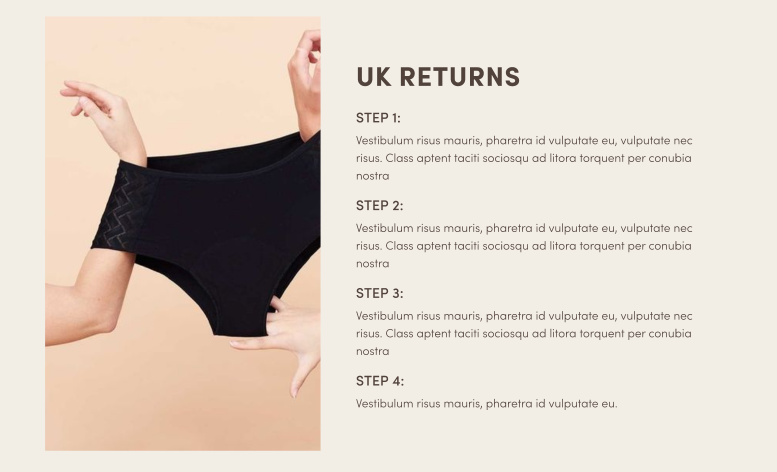 UK RETURNS
STEP 1:
Vestibulum risus mauris, pharetra id vulputate eu, vulputate nec
risus. Class aptent taciti sociosqu ad litora torquent per conubia
nostra
STEP 2:
Vestibulum risus mauris, pharetra id vulputate eu, vulputate nec
risus. Class aptent taciti sociosqu ad litora torquent per conubia
nostra
STEP 3:
Vestibulum risus mauris, pharetra id vulputate eu, vulputate nec
risus. Class aptent taciti sociosqu ad litora torquent per conubia
nostra
STEP 4:
Vestibulum risus mauris, pharetra id vulputate eu.